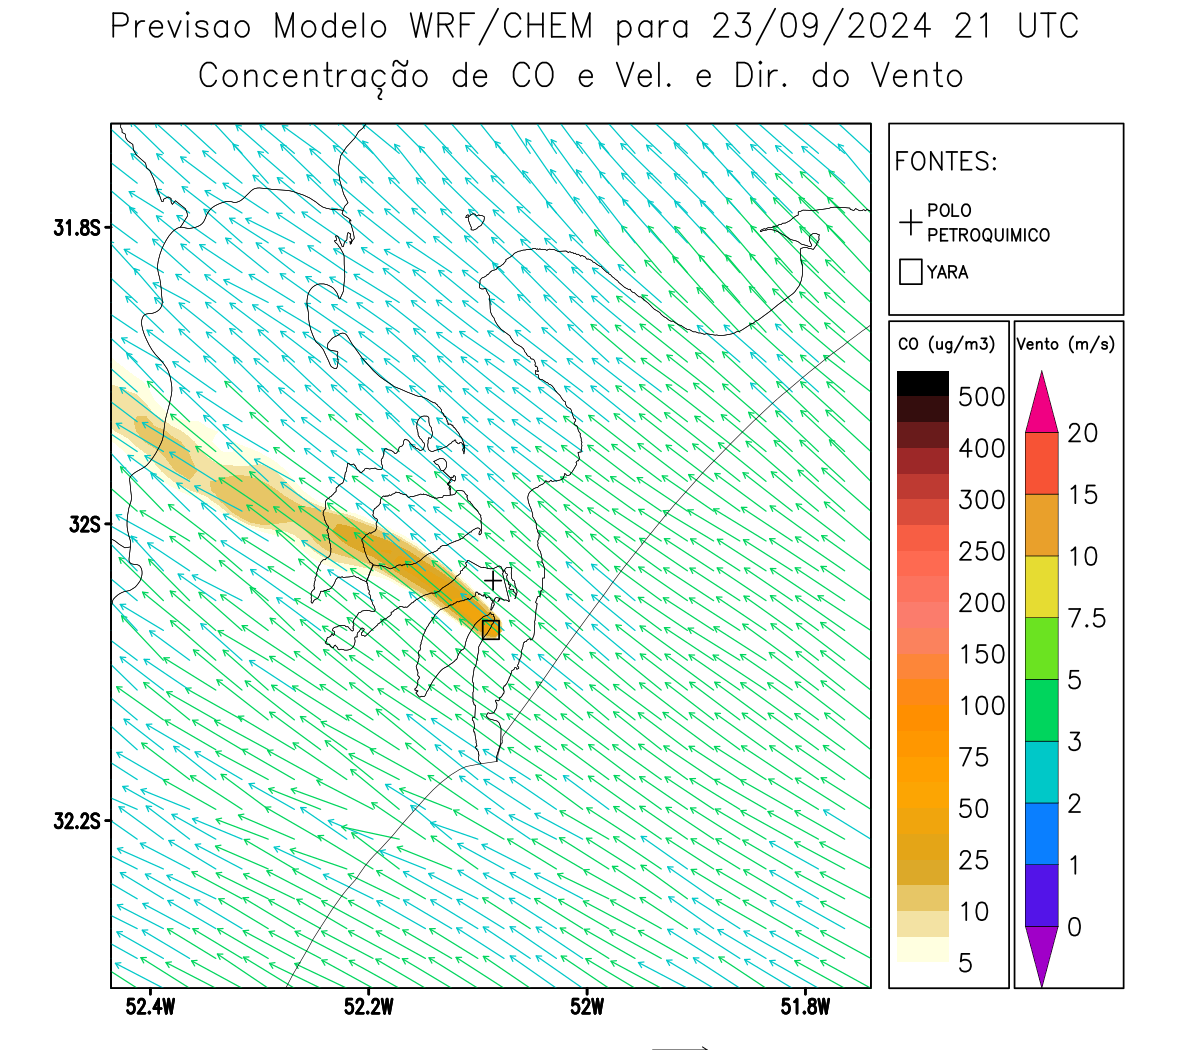 Previsao Modelo WRF/CHEM para 23/09/2024 21 UTC
Concentração de CO e Vel. e Dir. do Vento
FONTES:
POLO
PETROQUIMICO
YARA
CO (ug/m3)
500
400
300
250
200
150
100
75
50
25
10
5
Vento (m/s)
20
15
10
7.5
5
3
2
1
0
31.8S
32S
32.2S
52.4W
52.2W
52W
51.8W